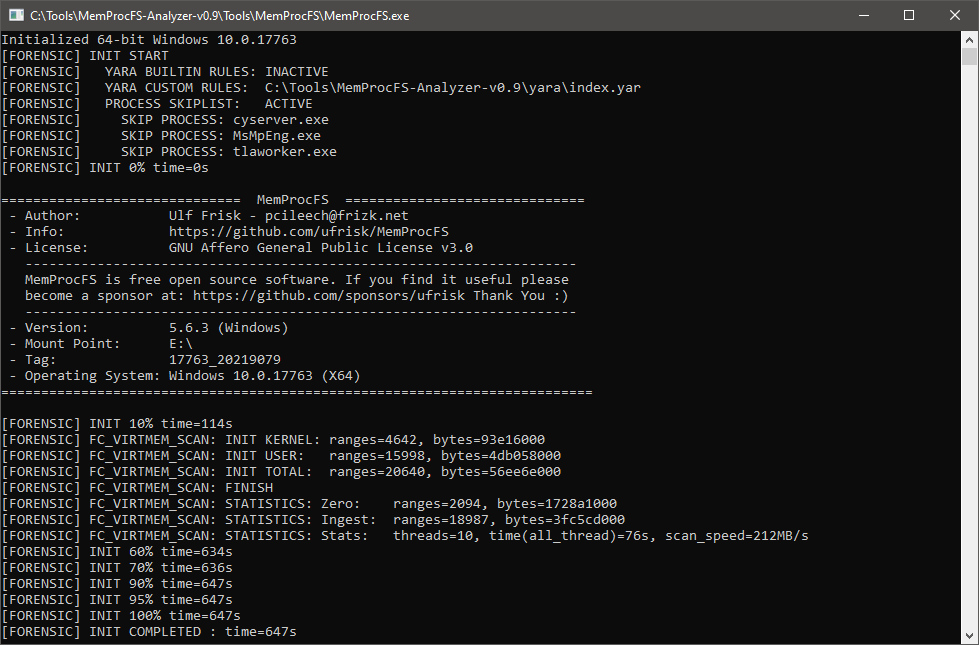 C:\Tools\MemProcFS-Analyzer-v0.9\Tools\MemProcFS\MemProcFS.exe
Initialized 64-bit Windows 10.0.17763
[FORENSIC] INIT START
[FORENSIC]   YARA BUILTIN RULES: INACTIVE
[FORENSIC]   YARA CUSTOM RULES:  C:\Tools\MemProcFS-Analyzer-v0.9\yara\index.yar
[FORENSIC]   PROCESS SKIPLIST:   ACTIVE
[FORENSIC]     SKIP PROCESS: cyserver.exe
[FORENSIC]     SKIP PROCESS: MsMpEng.exe
[FORENSIC]     SKIP PROCESS: tlaworker.exe
[FORENSIC] INIT 0% time=0s
==============================  MemProcFS  ==============================
 - Author:           Ulf Frisk - pcileech@frizk.net
 - Info:             https://github.com/ufrisk/MemProcFS
 - License:          GNU Affero General Public License v3.0
   ---------------------------------------------------------------------
   MemProcFS is free open source software. If you find it useful please
   become a sponsor at: https://github.com/sponsors/ufrisk Thank You :)
   ---------------------------------------------------------------------
 - Version:          5.6.3 (Windows)
 - Mount Point:      E:\
 - Tag:              17763_20219079
 - Operating System: Windows 10.0.17763 (X64)
==========================================================================
[FORENSIC] INIT 10% time=114s
[FORENSIC] FC_VIRTMEM_SCAN: INIT KERNEL: ranges=4642, bytes=93e16000
[FORENSIC] FC_VIRTMEM_SCAN: INIT USER:   ranges=15998, bytes=4db058000
[FORENSIC] FC_VIRTMEM_SCAN: INIT TOTAL:  ranges=20640, bytes=56ee6e000
[FORENSIC] FC_VIRTMEM_SCAN: FINISH
[FORENSIC] FC_VIRTMEM_SCAN: STATISTICS: Zero:    ranges=2094, bytes=1728a1000
[FORENSIC] FC_VIRTMEM_SCAN: STATISTICS: Ingest:  ranges=18987, bytes=3fc5cd000
[FORENSIC] FC_VIRTMEM_SCAN: STATISTICS: Stats:   threads=10, time(all_thread)=76s, scan_speed=212MB/s
[FORENSIC] INIT 60% time=634s
[FORENSIC] INIT 70% time=636s
[FORENSIC] INIT 90% time=647s
[FORENSIC] INIT 95% time=647s
[FORENSIC] INIT 100% time=647s
[FORENSIC] INIT COMPLETED : time=647s